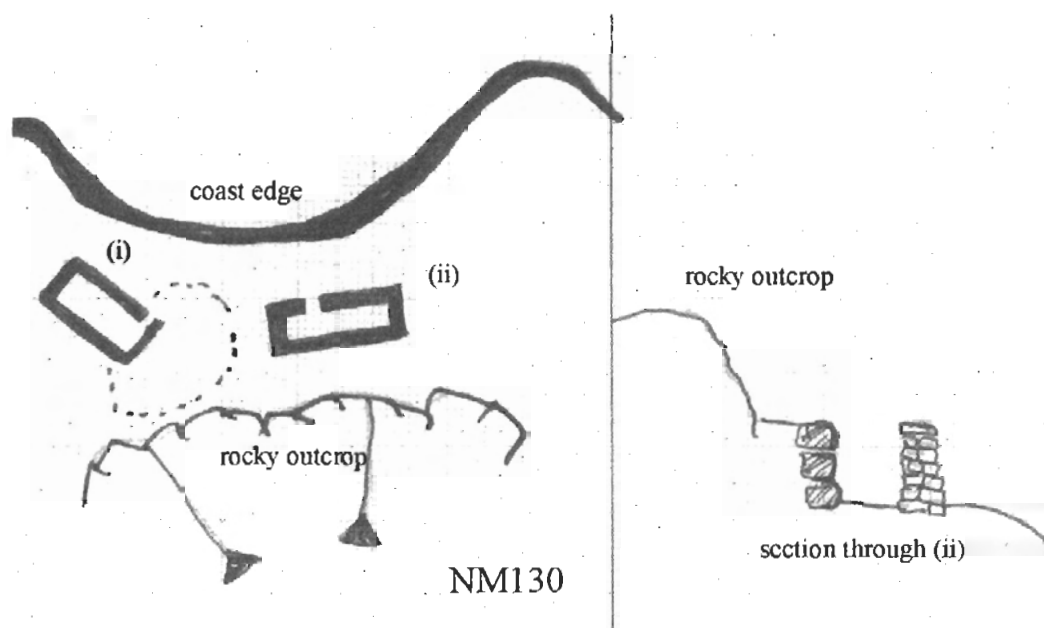 coast edge
(i)
(ii)
rocky outcrop
NM130
rocky outcrop
section through (ii)